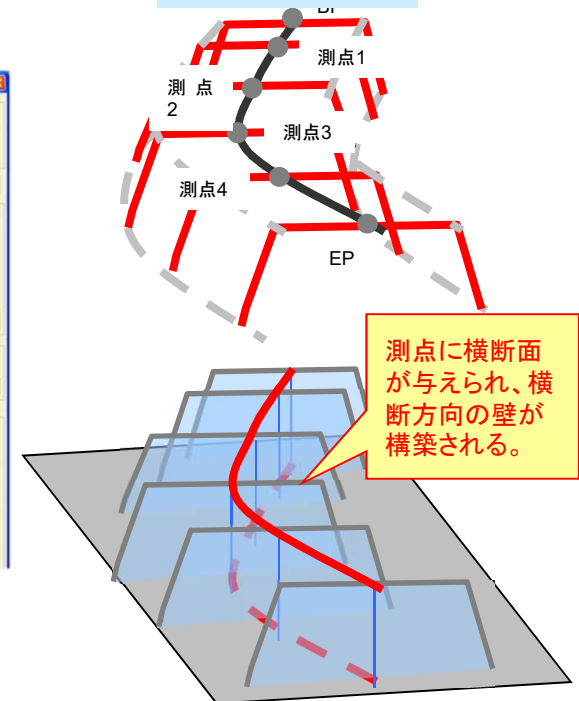 BP
測点1
測 点
2
測点3
測点4
EP
測点に横断面
が与えられ、横
断方向の壁が
構築される。